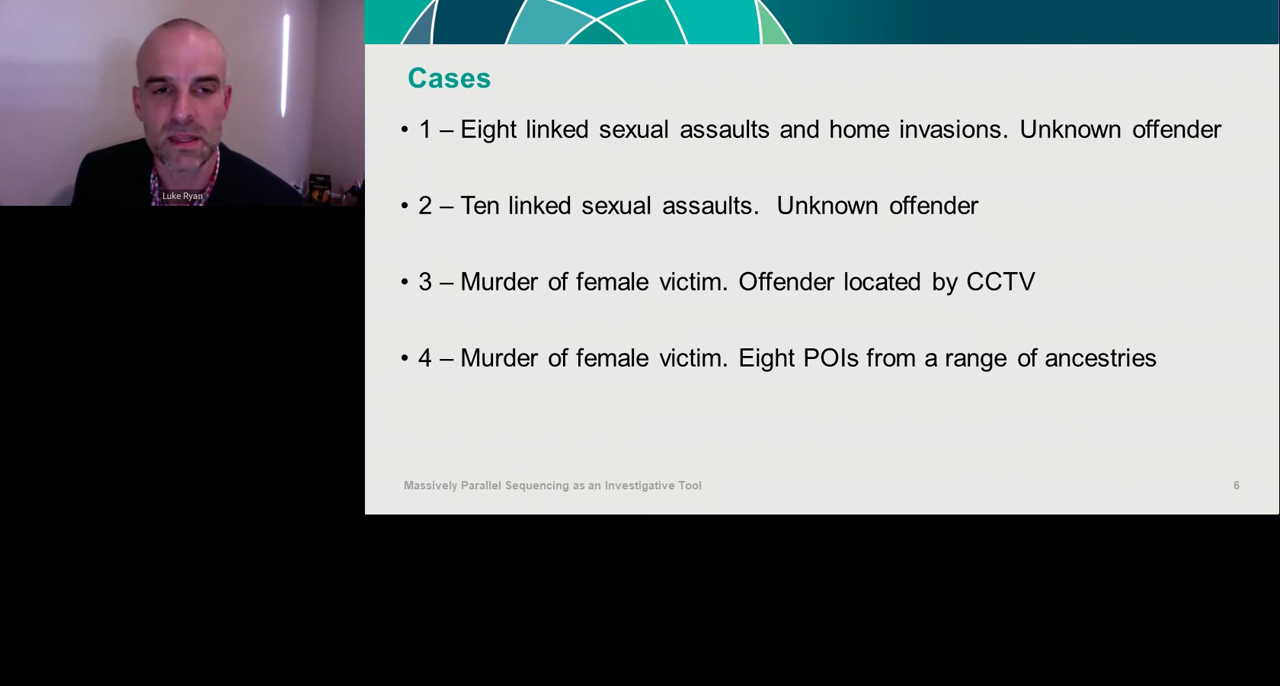 Luke Ryan
Cases
• 1 – Eight linked sexual assaults and home invasions. Unknown offender
• 2 – Ten linked sexual assaults. Unknown offender
• 3 – Murder of female victim. Offender located by CCTV
• 4 – Murder of female victim. Eight POIs from a range of ancestries
Massively Parallel Sequencing as an Investigative Tool
6